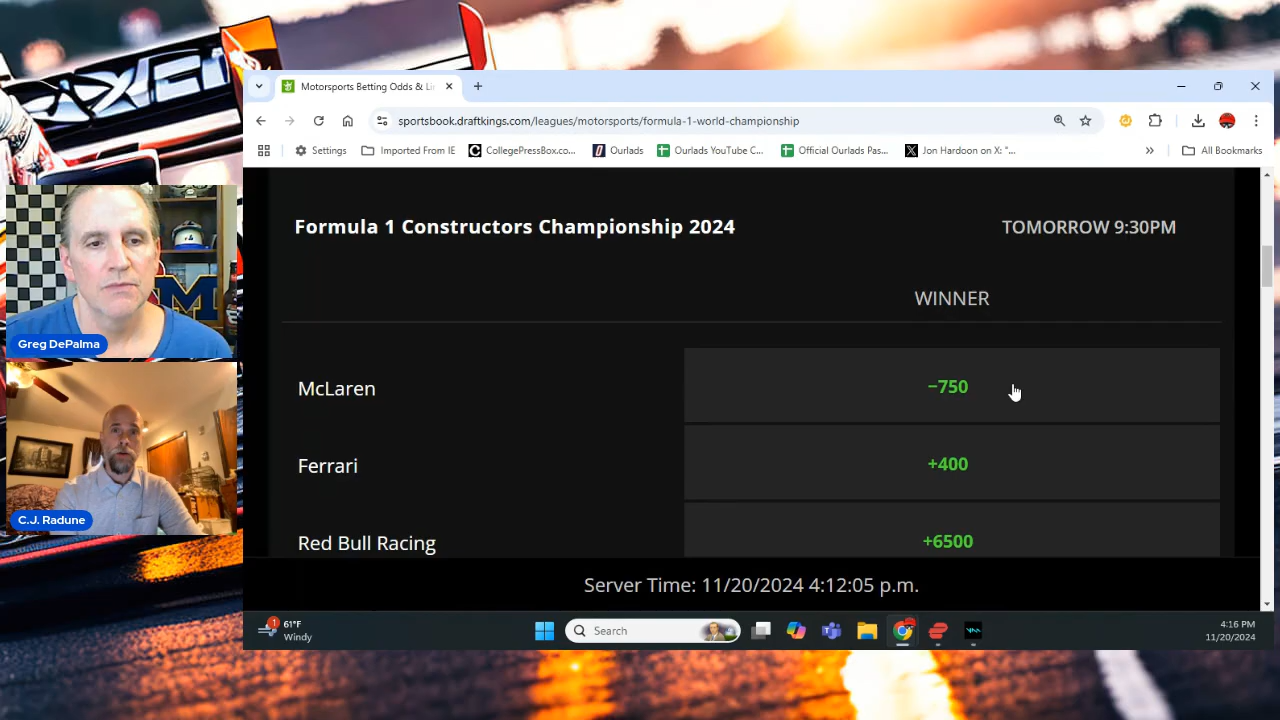 Motorsports Betting Odds & Li
sportsbook.draftkings.com/leagues/motorsports/formula-1-world-championship
Settings
Imported From IE
CollegePressBox.co...
Ourlads
Ourlads YouTube C...
Official Ourlads Pas...
Jon Hardoon on X: "...
All Bookmarks
Formula 1 Constructors Championship 2024
TOMORROW 9:30PM
WINNER
McLaren
−750
Ferrari
+400
Red Bull Racing
+6500
Server Time: 11/20/2024 4:12:05 p.m.
M
Greg DePalma
C.J. Radune
1
61°F
Windy
Search
4:16 PM
11/20/2024